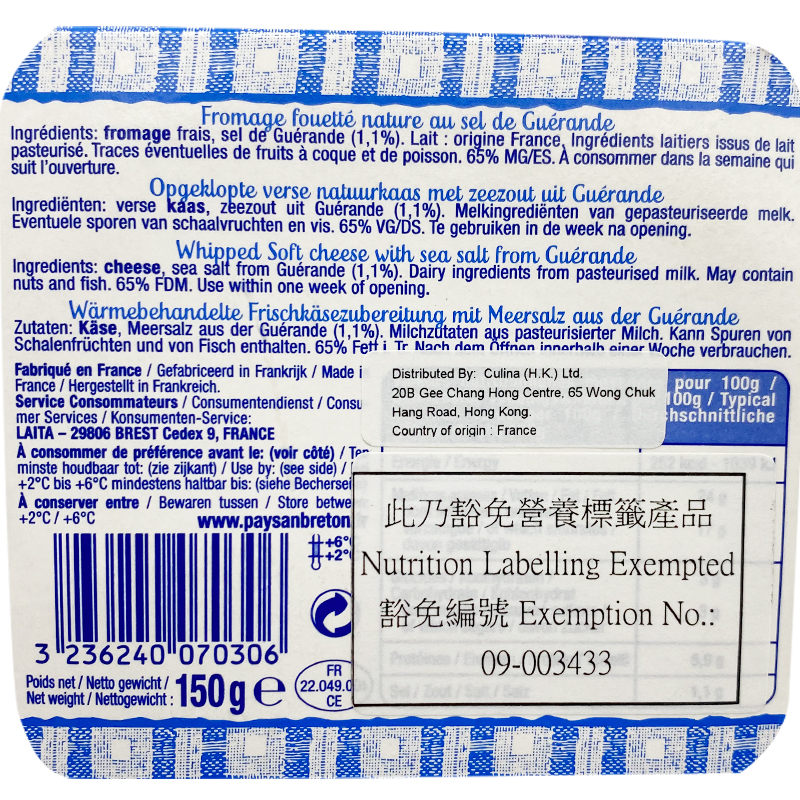 Fromage fouetté nature au sel de Guérande
Ingrédients: fromage frais, sel de Guérande (1,1%). Lait : origine France, Ingrédients laitiers issus de lait
pasteurisé. Traces éventuelles de fruits à coque et de poisson. 65% MG/ES. À consommer dans la semaine qui
suit l'ouverture.
Opgeklopte verse natuurkaas met zeezout uit Guérande
Ingrediënten: verse kaas, zeezout uit Guérande (1,1%). Melkingrediënten van gepasteuriseerde melk.
Eventuele sporen van schaalvruchten en vis. 65% VG/DS. Te gebruiken in de week na opening.
Whipped Soft cheese with sea salt from Guérande
Ingredients: cheese, sea salt from Guérande (1,1%). Dairy ingredients from pasteurised milk. May contain
nuts and fish. 65% FDM. Use within one week of opening.
Wärmebehandelte Frischkäsezubereitung mit Meersalz aus der Guérande
Zutaten: Käse, Meersalz aus der Guérande (1,1%). Milchzutaten aus pasteurisierter Milch. Kann Spuren von
Schalenfrüchten und von Fisch enthalten. 65% Fett i. Tr. Nach dem Öffnen innerhalb einer Woche verbrauchen.
Fabriqué en France / Gefabriceerd in Frankrijk / Made i
France / Hergestellt in Frankreich.
Service Consommateurs / Consumentendienst / Consu
mer Services / Konsumenten-Service:
LAITA – 29806 BREST Cedex 9, FRANCE
À consommer de préférence avant le: (voir côté) / Ten
minste houdbaar tot: (zie zijkant) / Use by: (see side) /
+2°C bis +6°C mindestens haltbar bis: (siehe Becherse
À conserver entre / Bewaren tussen / Store betwe
+2°C / +6°C
www.paysanbreton
+6°
+2°
3 236240 070306
Poids net / Netto gewicht /
Net weight / Nettogewicht :
150 g e
FR
22.049.0
CE
Distributed By: Culina (H.K.) Ltd.
20B Gee Chang Hong Centre, 65 Wong Chuk
Hang Road, Hong Kong.
Country of origin : France
pour 100g /
100g / Typical
chschnittliche
此乃豁免營養標籤產品
Nutrition Labelling Exempted
豁免編號 Exemption No.:
09-003433